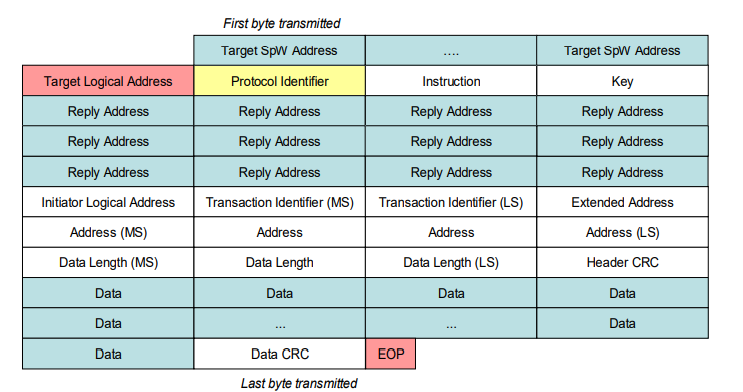 First byte transmitted
Target SpW Address .... Target SpW Address
Target Logical Address Protocol Identifier Instruction Key
Reply Address Reply Address Reply Address Reply Address
Reply Address Reply Address Reply Address Reply Address
Reply Address Reply Address Reply Address Reply Address
Initiator Logical Address Transaction Identifier (MS) Transaction Identifier (LS) Extended Address
Address (MS) Address Address Address (LS)
Data Length (MS) Data Length Data Length (LS) Header CRC
Data Data Data Data
Data ... ... Data
Data Data CRC EOP
Last byte transmitted